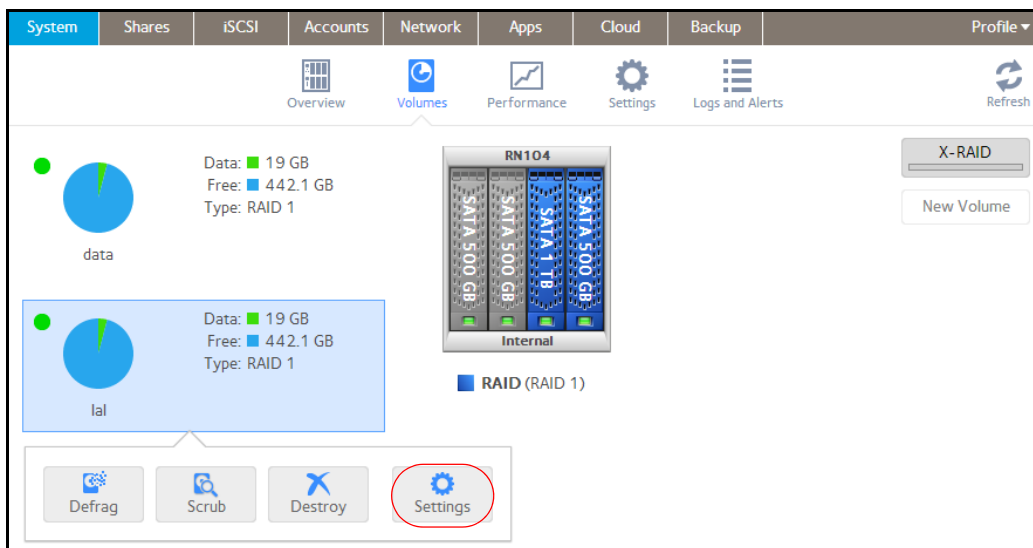 System Shares iSCSI Accounts Network Apps Cloud Backup Profile
Overview Volumes Performance Settings Logs and Alerts Refresh
Data: 19 GB
Free: 442.1 GB
Type: RAID 1
data
RN104
SATA 500 GB
SATA 500 GB
SATA 1 TB
SATA 500 GB
Internal
RAID (RAID 1)
X-RAID
New Volume
Data: 19 GB
Free: 442.1 GB
Type: RAID 1
lal
Defrag Scrub Destroy Settings